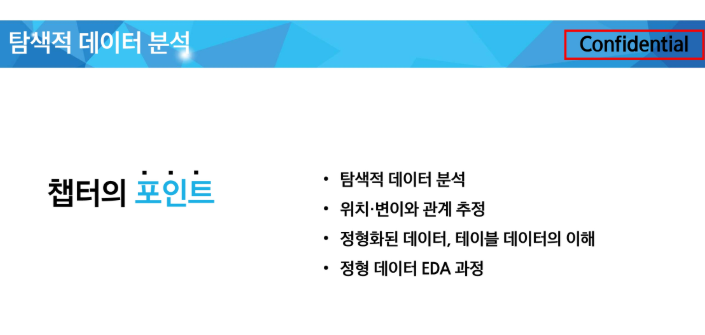 탐색적 데이터 분석
Confidential
챕터의 포인트
• 탐색적 데이터 분석
• 위치·변이와 관계 추정
• 정형화된 데이터, 테이블 데이터의 이해
• 정형 데이터 EDA 과정